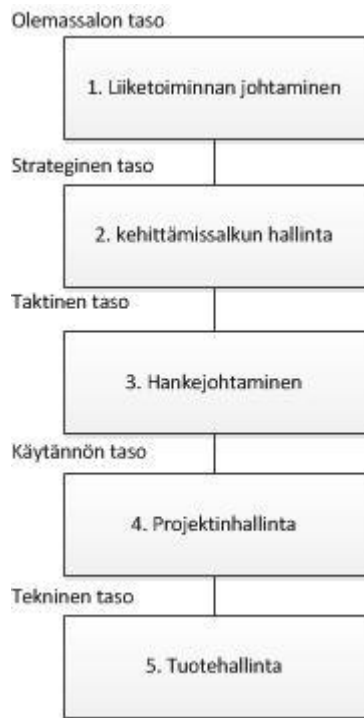 Olemassalon taso
1. Liiketoiminnan johtaminen
Strateginen taso
2. kehittämissalkun hallinta
Taktinen taso
3. Hankejohtaminen
Käytännön taso
4. Projektinhallinta
Tekninen taso
5. Tuotehallinta